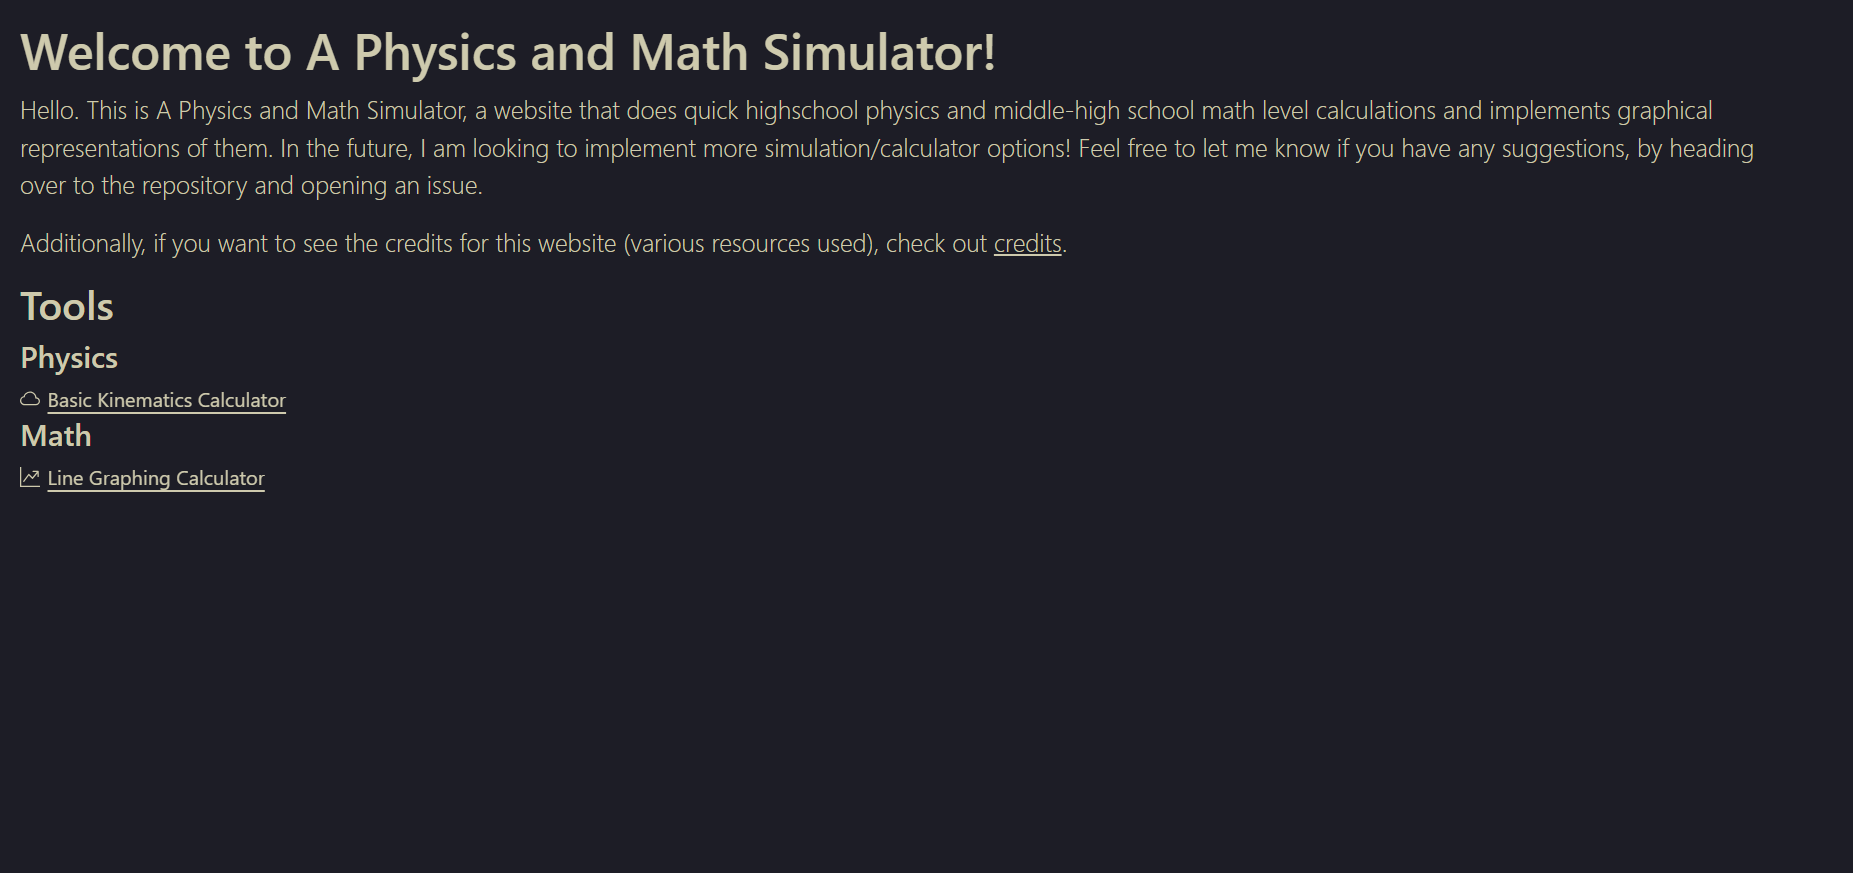 Welcome to A Physics and Math Simulator!
Hello. This is A Physics and Math Simulator, a website that does quick highschool physics and middle-high school math level calculations and implements graphical
representations of them. In the future, I am looking to implement more simulation/calculator options! Feel free to let me know if you have any suggestions, by heading
over to the repository and opening an issue.
Additionally, if you want to see the credits for this website (various resources used), check out credits.
Tools
Physics
Basic Kinematics Calculator
Math
Line Graphing Calculator